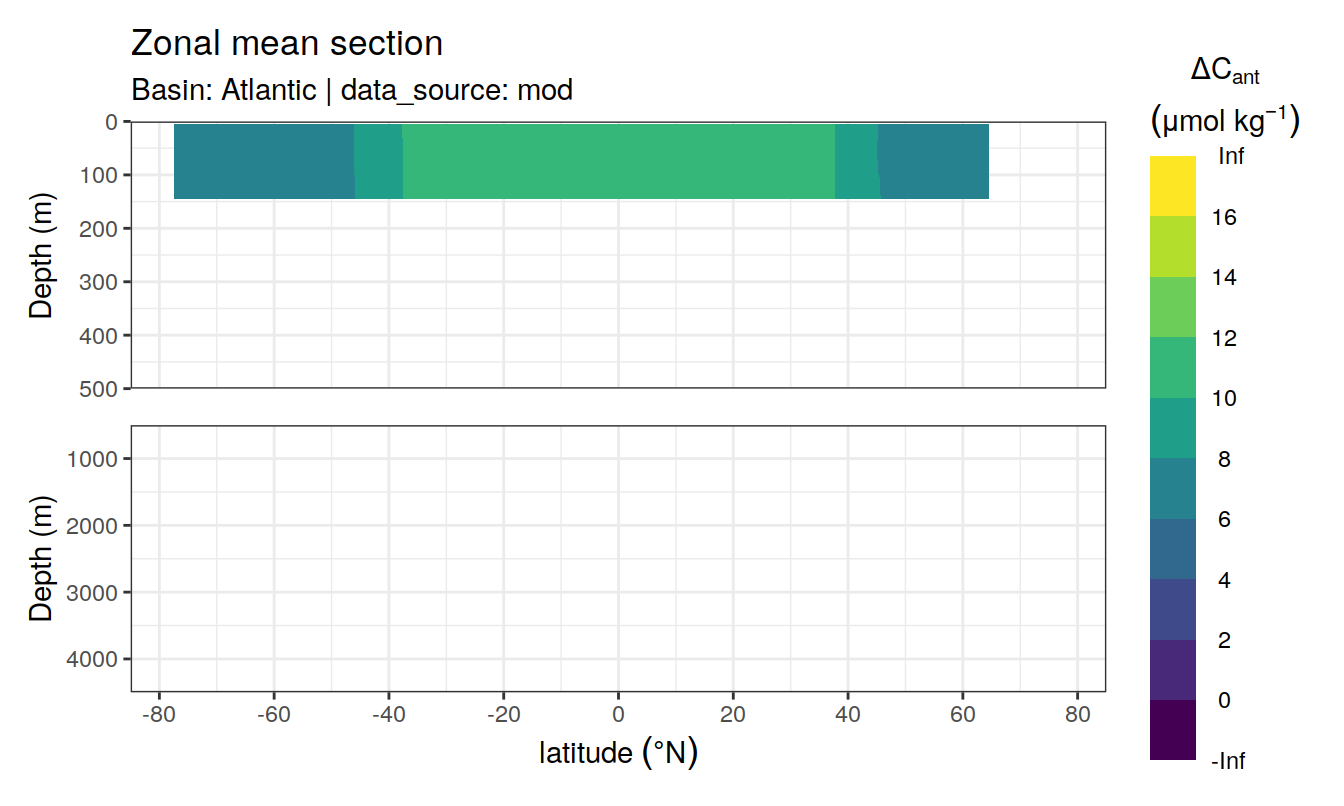 Zonal mean section
Basin: Atlantic | data_source: mod
ΔCant
(μmol kg⁻¹)
Inf
16
14
12
10
8
6
4
2
0
-Inf
Depth (m)
0
100
200
300
400
500
Depth (m)
1000
2000
3000
4000
-80 -60 -40 -20 0 20 40 60 80
latitude (°N)